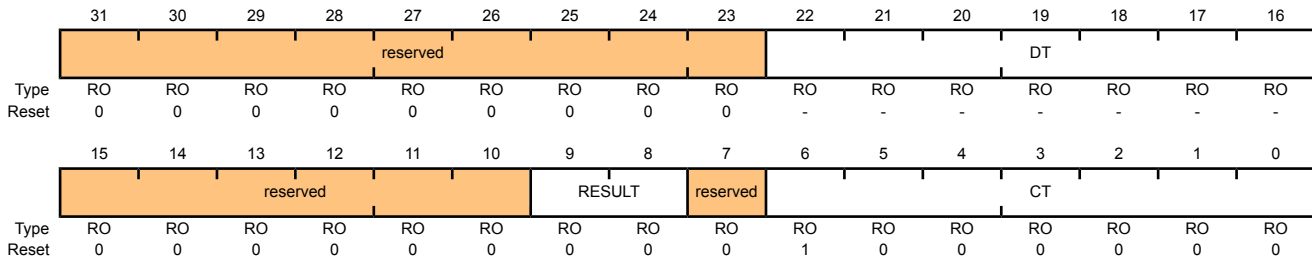 31 30 29 28 27 26 25 24 23 22 21 20 19 18 17 16
reserved DT
Type RO RO RO RO RO RO RO RO RO RO RO RO RO RO RO RO
Reset 0 0 0 0 0 0 0 0 0 - - - - - - -
15 14 13 12 11 10 9 8 7 6 5 4 3 2 1 0
reserved RESULT reserved CT
Type RO RO RO RO RO RO RO RO RO RO RO RO RO RO RO RO
Reset 0 0 0 0 0 0 0 0 0 1 0 0 0 0 0 0